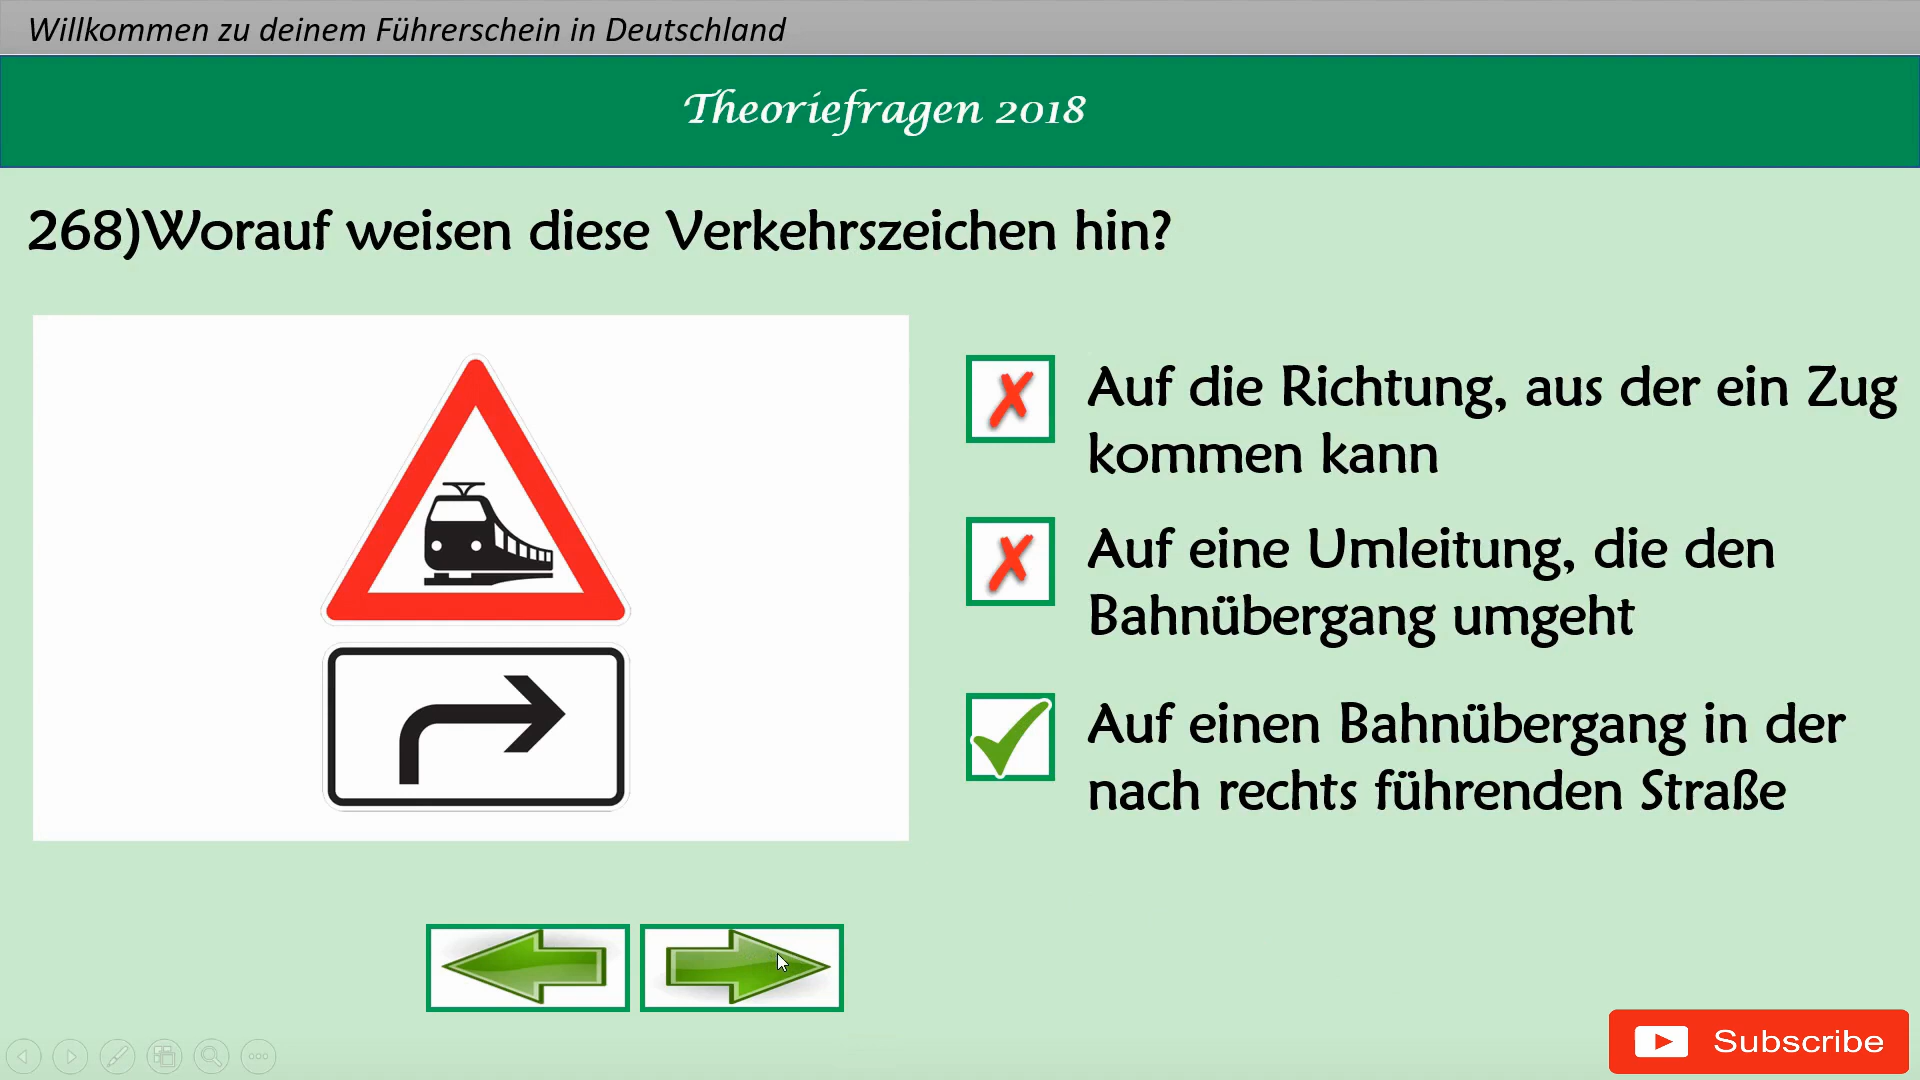 Willkommen zu deinem Führerschein in Deutschland
Theoriefragen 2018
268)Worauf weisen diese Verkehrszeichen hin?
Auf die Richtung, aus der ein Zug
kommen kann
Auf eine Umleitung, die den
Bahnübergang umgeht
Auf einen Bahnübergang in der
nach rechts führenden Straße
Subscribe